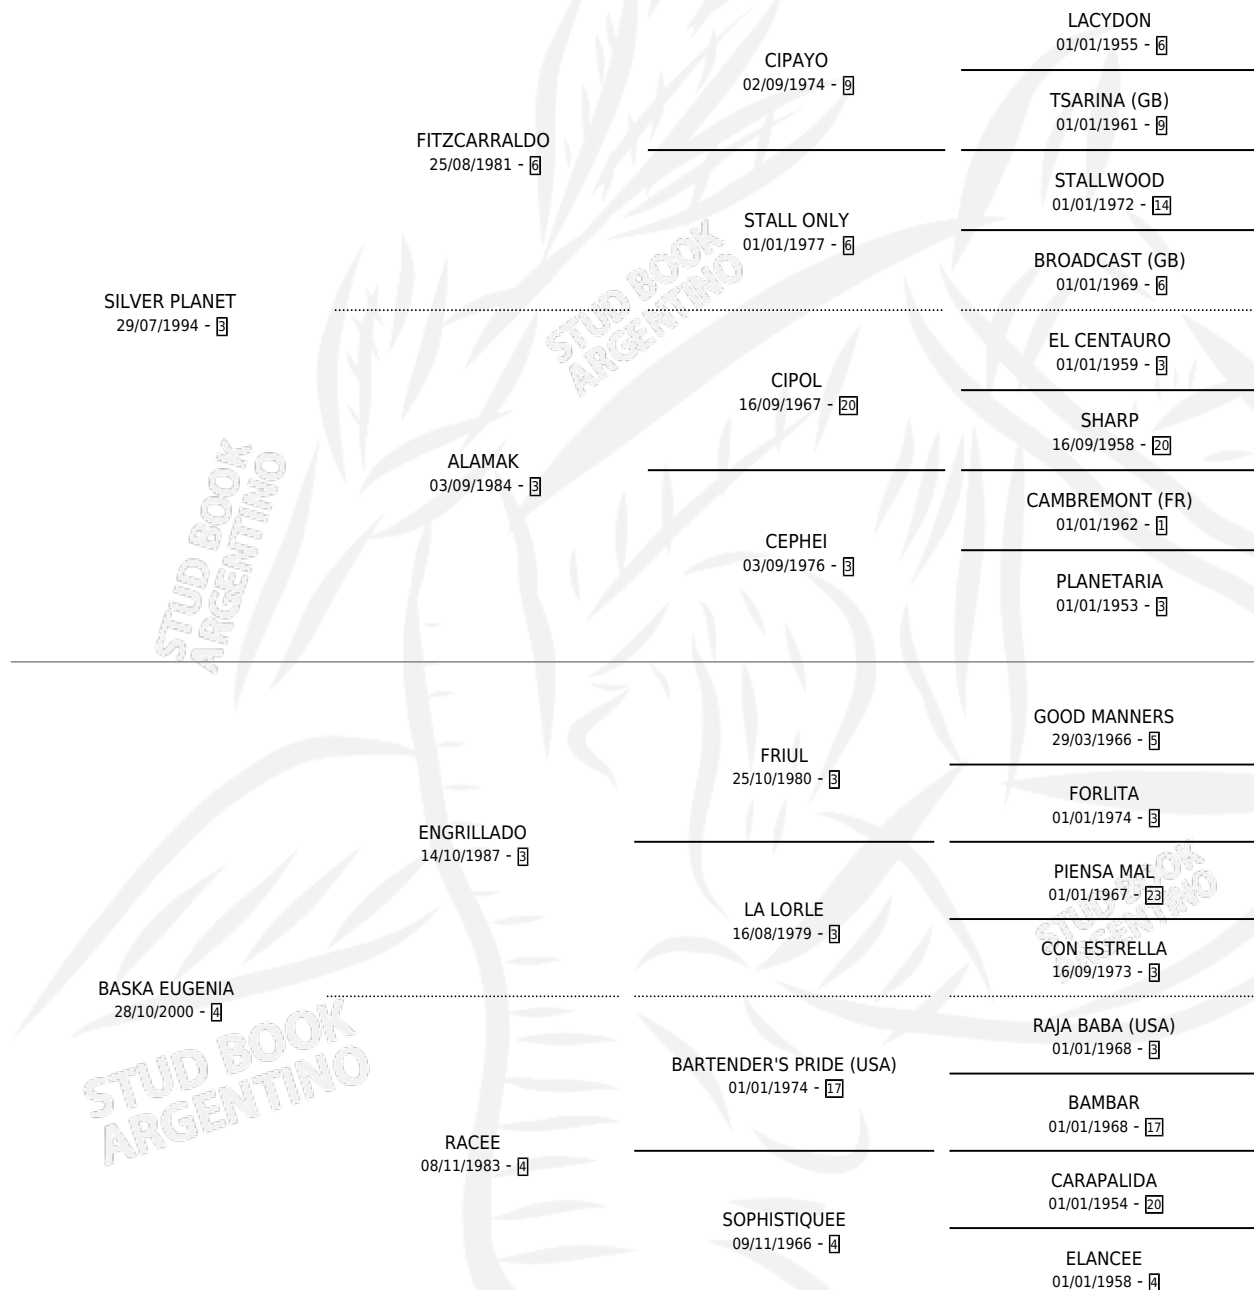 LACYDON
01/01/1955 - 6
CIPAYO
02/09/1974 - 9
TSARINA (GB)
01/01/1961 - 9
FITZCARRALDO
25/08/1981 - 6
STALLWOOD
01/01/1972 - 14
STALL ONLY
01/01/1977 - 6
BROADCAST (GB)
01/01/1969 - 6
SILVER PLANET
29/07/1994 - 3
EL CENTAURO
01/01/1959 - 3
CIPOL
16/09/1967 - 20
SHARP
16/09/1958 - 20
ALAMAK
03/09/1984 - 3
CAMBREMONT (FR)
01/01/1962 - 1
CEPHEI
03/09/1976 - 3
PLANETARIA
01/01/1953 - 3
STUD BOOK
ARGENTINO
STUD BOOK
ARGENTINO
GOOD MANNERS
29/03/1966 - 5
FRIUL
25/10/1980 - 3
FORLITA
01/01/1974 - 3
ENGRILLADO
14/10/1987 - 3
PIENSA MAL
01/01/1967 - 23
LA LORLE
16/08/1979 - 3
CON ESTRELLA
16/09/1973 - 3
STUD BOOK
ARGENTINO
BASKA EUGENIA
28/10/2000 - 4
RAJA BABA (USA)
01/01/1968 - 3
BARTENDER'S PRIDE (USA)
01/01/1974 - 17
BAMBAR
01/01/1968 - 17
RACEE
08/11/1983 - 4
CARAPALIDA
01/01/1954 - 20
SOPHISTIQUEE
09/11/1966 - 4
ELANCEE
01/01/1958 - 4
STUD BOOK
ARGENTINO